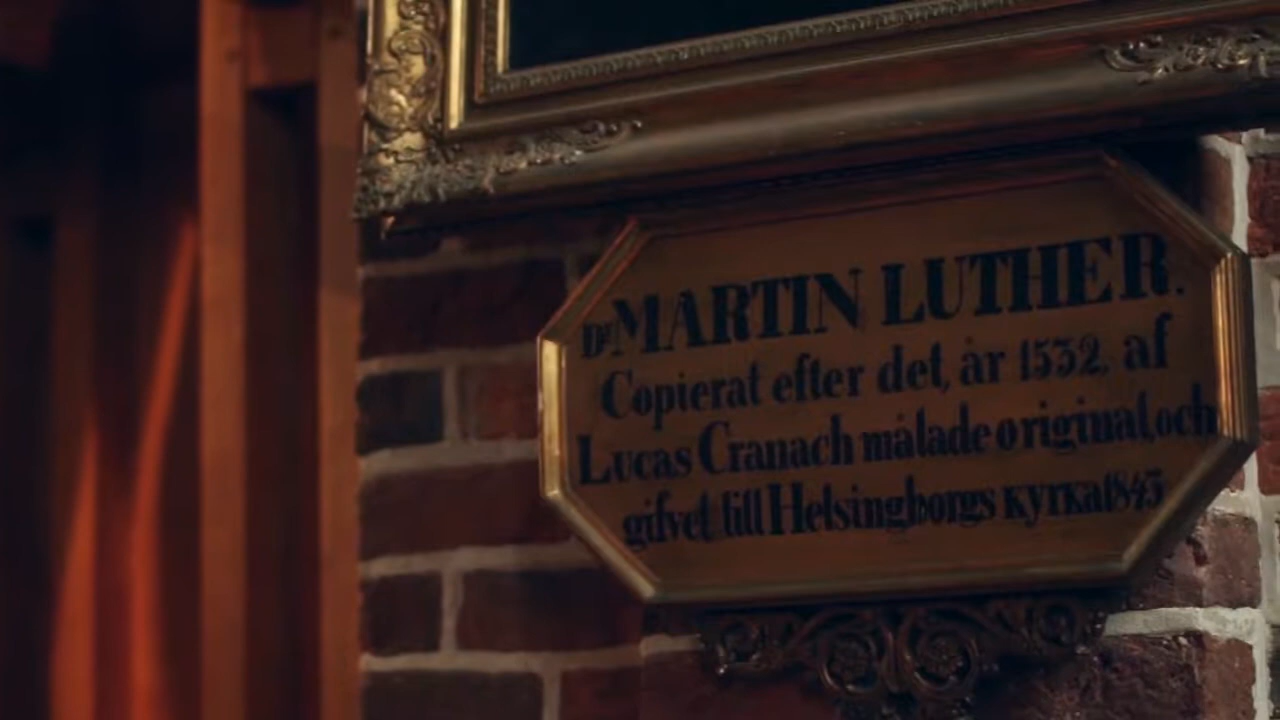 Dr MARTIN LUTHER.
Copierat efter det, år 1532, af
Lucas Cranach målade original, och
gifvet till Helsingborgs kyrka 1845